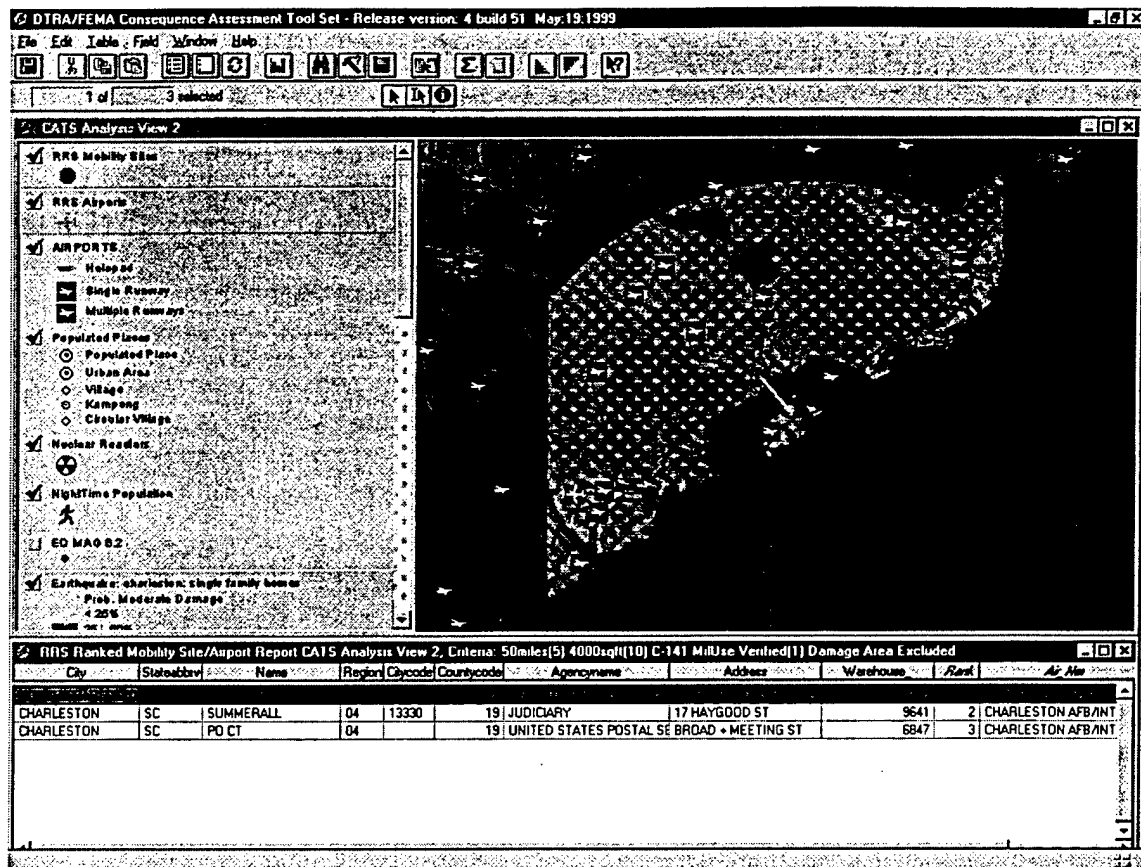 DTRA/FEMA Consequence Assessment Tool Set - Release version: 4 build 51 May:19:1999
File Edit Table Field Window Help
1 of 3 selected
CATS Analysis View 2
RRS Mobility Sites
RRS Airports
AIRPORTS
Helepad
Single Runway
Multiple Runways
Populated Places
Populated Place
Urban Area
Village
Kampong
Circular Village
Nuclear Reactors
NightTime Population
EQ MAG 8.2
Earthquake: charleston: single family homes
Prob. Moderate Damage
< 25%
RRS Ranked Mobility Site/Airport Report CATS Analysis View 2, Criteria: 50miles(5) 4000sqft(10) C-141 MilUse Verified(1) Damage Area Excluded
City Stateabbrv Name Region Citycode Countycode Agencyname Address Warehouse Rank
CHARLESTON SC SUMMERALL 04 13330 19 JUDICIARY 17 HAYGOOD ST 9641 2 CHARLESTON AFB/INT
CHARLESTON SC PO CT 04 19 UNITED STATES POSTAL SE BROAD + MEETING ST 6847 3 CHARLESTON AFB/INT